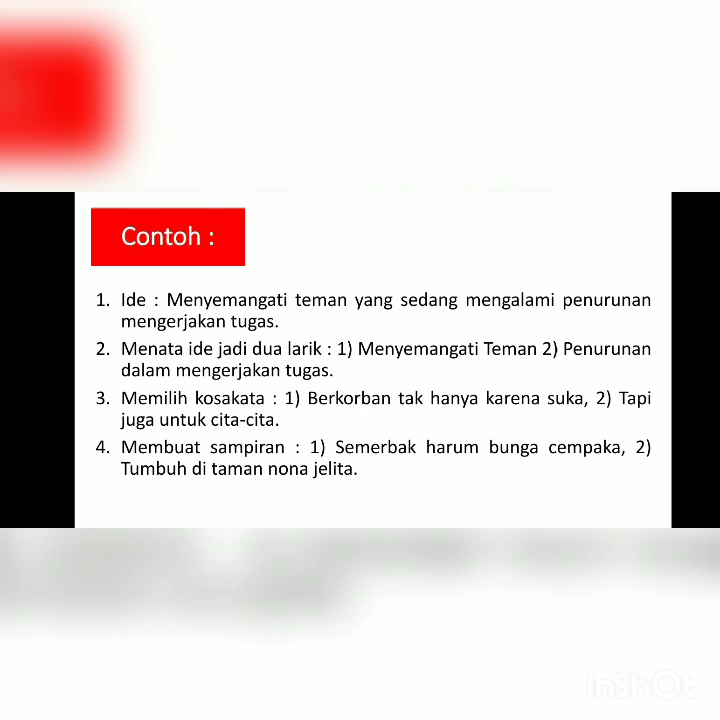 Contoh :
1. Ide : Menyemangati teman yang sedang mengalami penurunan
mengerjakan tugas.
2. Menata ide jadi dua larik : 1) Menyemangati Teman 2) Penurunan
dalam mengerjakan tugas.
3. Memilih kosakata : 1) Berkorban tak hanya karena suka, 2) Tapi
juga untuk cita-cita.
4. Membuat sampiran : 1) Semerbak harum bunga cempaka, 2)
Tumbuh di taman nona jelita.
InShOt